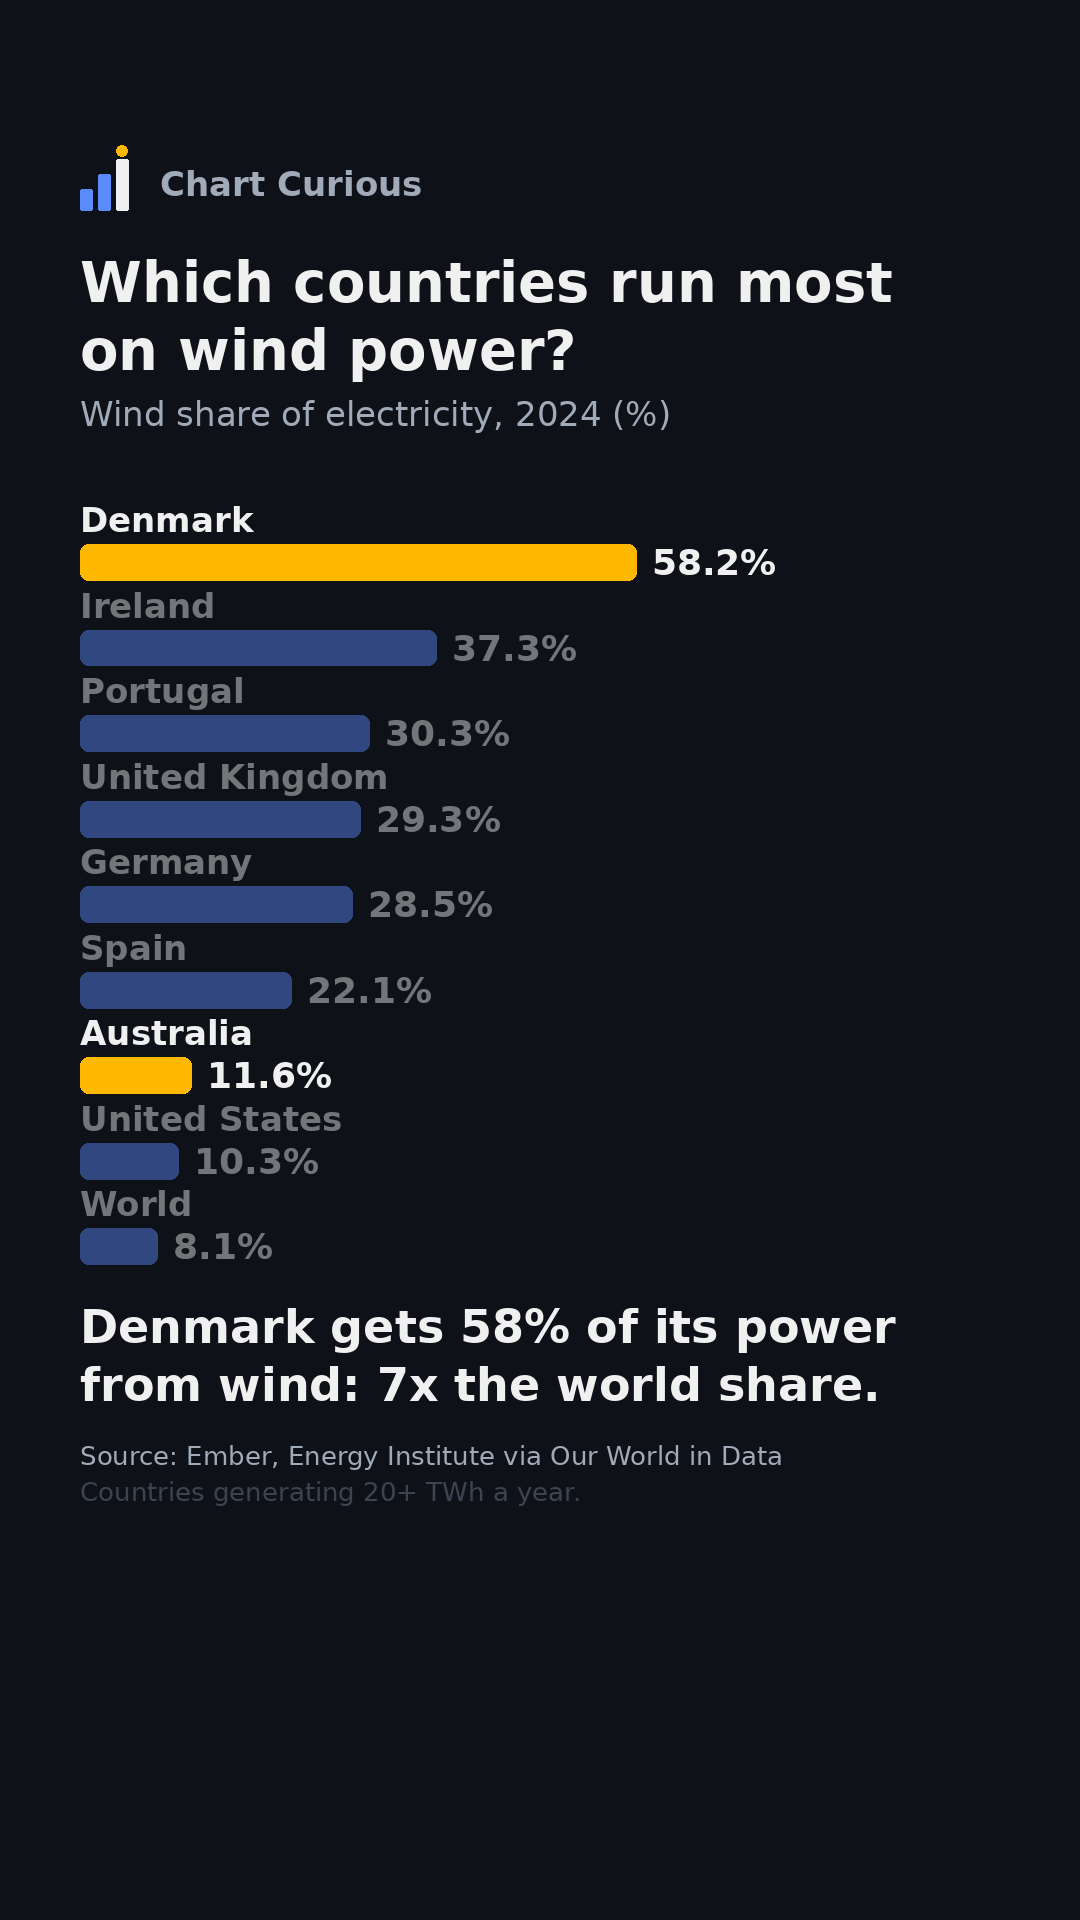 Chart Curious
Which countries run most
on wind power?
Wind share of electricity, 2024 (%)
Denmark
58.2%
Ireland
37.3%
Portugal
30.3%
United Kingdom
29.3%
Germany
28.5%
Spain
22.1%
Australia
11.6%
United States
10.3%
World
8.1%
Denmark gets 58% of its power
from wind: 7x the world share.
Source: Ember, Energy Institute via Our World in Data
Countries generating 20+ TWh a year.